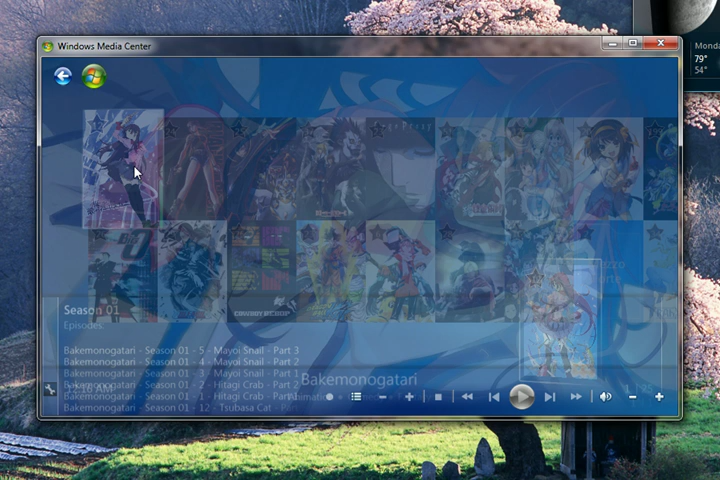 Windows Media Center
Monda
79°
54°
COWBOY BEBOP
Season 01
Episodes:
Bakemonogatari - Season 01 - 5 - Mayoi Snail - Part 3
Bakemonogatari - Season 01 - 4 - Mayoi Snail - Part 2
Bakemonogatari - Season 01 - 3 - Mayoi Snail - Part 1
Bakemonogatari - Season 01 - 2 - Hitagi Crab - Part 2
Bakemonogatari - Season 01 - 1 - Hitagi Crab - Part 1
Bakemonogatari - Season 01 - 12 - Tsubasa Cat -
Bakemonogatari